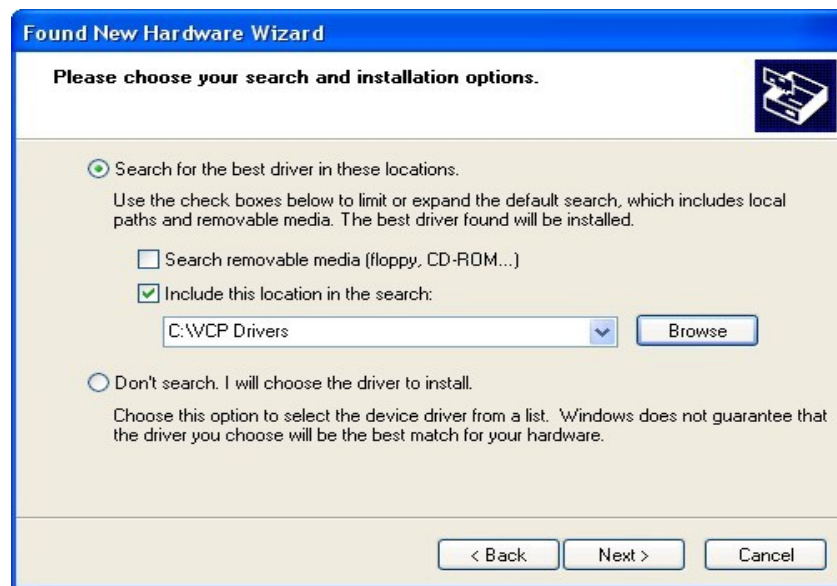 Found New Hardware Wizard
Please choose your search and installation options.
Search for the best driver in these locations.
Use the check boxes below to limit or expand the default search, which includes local
paths and removable media. The best driver found will be installed.
Search removable media (floppy, CD-ROM...)
Include this location in the search:
C:\VCP Drivers
Browse
Don't search. I will choose the driver to install.
Choose this option to select the device driver from a list. Windows does not guarantee that
the driver you choose will be the best match for your hardware.
< Back Next > Cancel